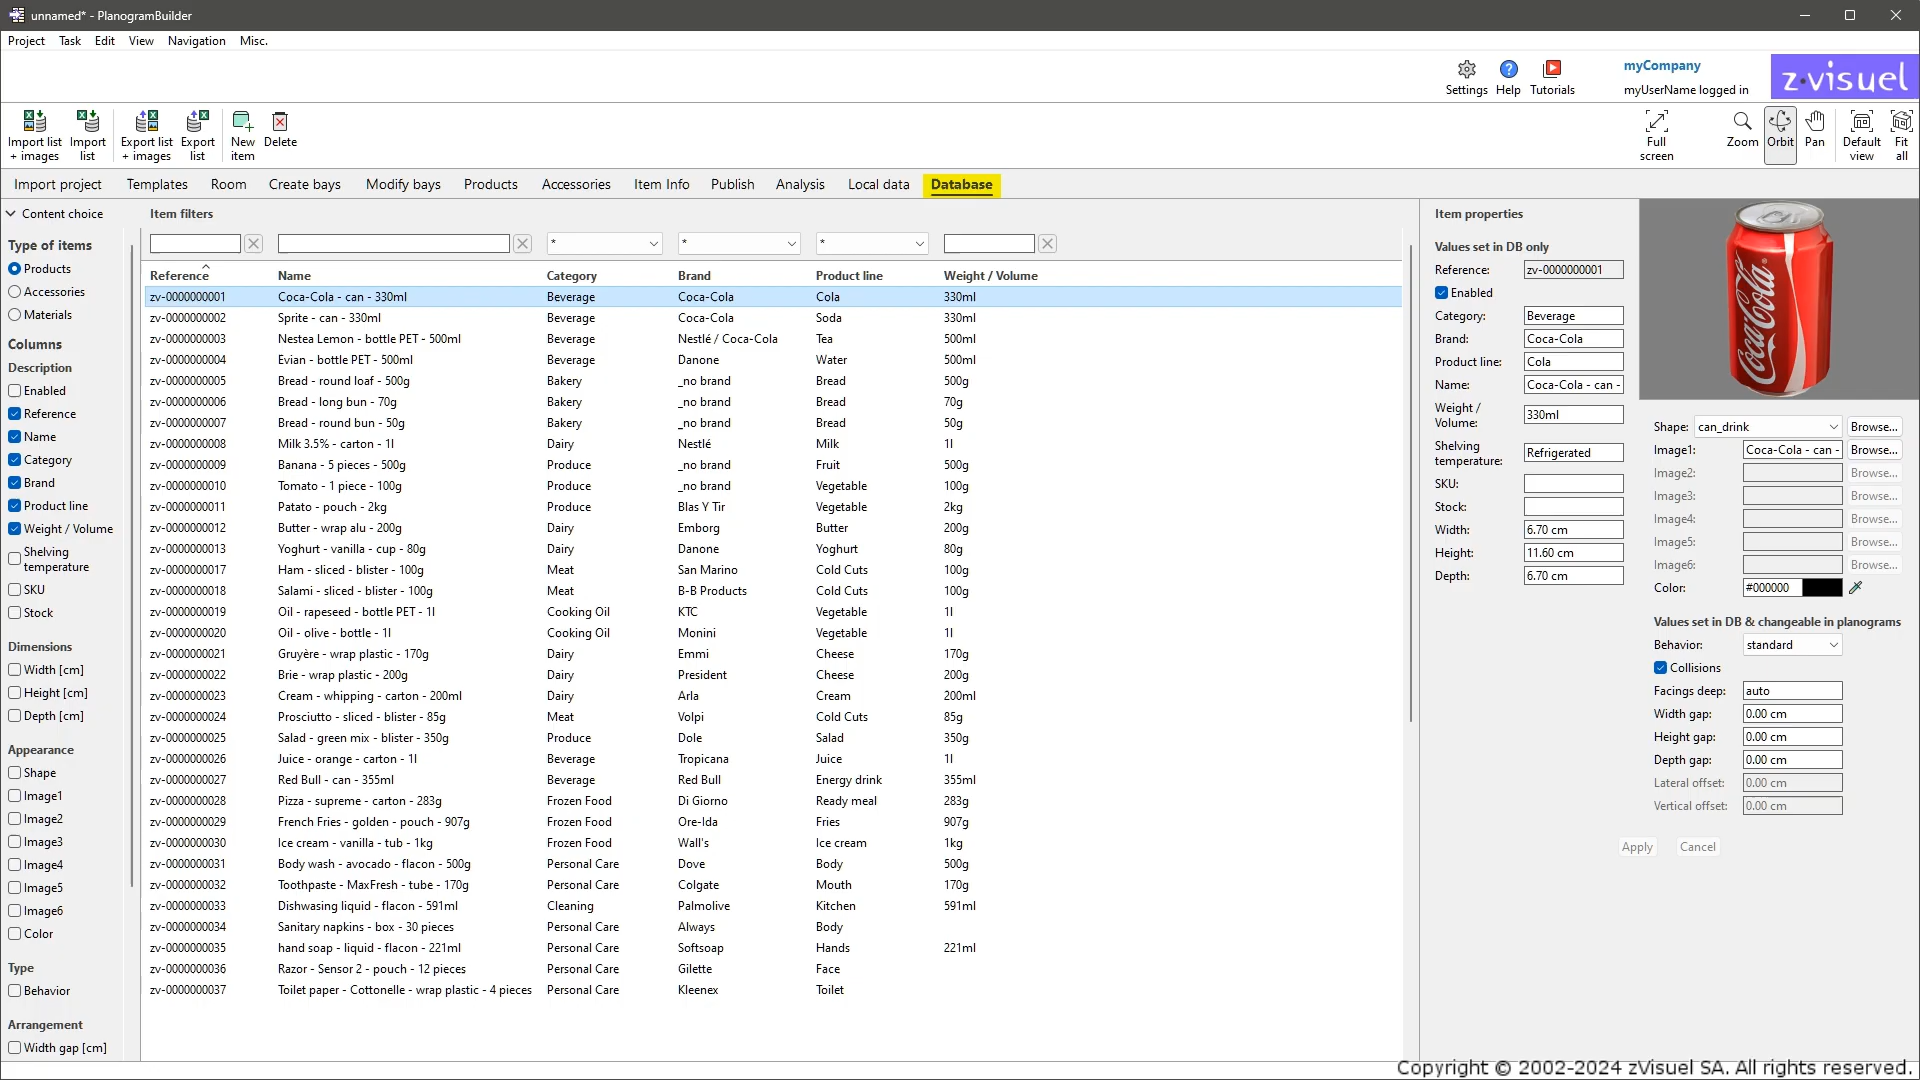 unnamed* - PlanogramBuilder
Project Task Edit View Navigation Misc.
Settings Help Tutorials
myCompany
myUserName logged in
z·visuel
Import list + images
Import list
Export list + images
Export list
New item
Delete
Full screen
Zoom
Orbit
Pan
Default view
Fit all
Import project Templates Room Create bays Modify bays Products Accessories Item Info Publish Analysis Local data Database
Content choice
Type of items
Products
Accessories
Materials
Columns
Description
Enabled
Reference
Name
Category
Brand
Product line
Weight / Volume
Shelving temperature
SKU
Stock
Dimensions
Width [cm]
Height [cm]
Depth [cm]
Appearance
Shape
Image1
Image2
Image3
Image4
Image5
Image6
Color
Type
Behavior
Arrangement
Width gap [cm]
Item filters
* * *
Reference Name Category Brand Product line Weight / Volume
zv-0000000001 Coca-Cola - can - 330ml Beverage Coca-Cola Cola 330ml
zv-0000000002 Sprite - can - 330ml Beverage Coca-Cola Soda 330ml
zv-0000000003 Nestea Lemon - bottle PET - 500ml Beverage Nestlé / Coca-Cola Tea 500ml
zv-0000000004 Evian - bottle PET - 500ml Beverage Danone Water 500ml
zv-0000000005 Bread - round loaf - 500g Bakery _no brand Bread 500g
zv-0000000006 Bread - long bun - 70g Bakery _no brand Bread 70g
zv-0000000007 Bread - round bun - 50g Bakery _no brand Bread 50g
zv-0000000008 Milk 3.5% - carton - 1l Dairy Nestlé Milk 1l
zv-0000000009 Banana - 5 pieces - 500g Produce _no brand Fruit 500g
zv-0000000010 Tomato - 1 piece - 100g Produce _no brand Vegetable 100g
zv-0000000011 Patato - pouch - 2kg Produce Blas Y Tir Vegetable 2kg
zv-0000000012 Butter - wrap alu - 200g Dairy Emborg Butter 200g
zv-0000000013 Yoghurt - vanilla - cup - 80g Dairy Danone Yoghurt 80g
zv-0000000017 Ham - sliced - blister - 100g Meat San Marino Cold Cuts 100g
zv-0000000018 Salami - sliced - blister - 100g Meat B-B Products Cold Cuts 100g
zv-0000000019 Oil - rapeseed - bottle PET - 1l Cooking Oil KTC Vegetable 1l
zv-0000000020 Oil - olive - bottle - 1l Cooking Oil Monini Vegetable 1l
zv-0000000021 Gruyère - wrap plastic - 170g Dairy Emmi Cheese 170g
zv-0000000022 Brie - wrap plastic - 200g Dairy President Cheese 200g
zv-0000000023 Cream - whipping - carton - 200ml Dairy Arla Cream 200ml
zv-0000000024 Prosciutto - sliced - blister - 85g Meat Volpi Cold Cuts 85g
zv-0000000025 Salad - green mix - blister - 350g Produce Dole Salad 350g
zv-0000000026 Juice - orange - carton - 1l Beverage Tropicana Juice 1l
zv-0000000027 Red Bull - can - 355ml Beverage Red Bull Energy drink 355ml
zv-0000000028 Pizza - supreme - carton - 283g Frozen Food Di Giorno Ready meal 283g
zv-0000000029 French Fries - golden - pouch - 907g Frozen Food Ore-Ida Fries 907g
zv-0000000030 Ice cream - vanilla - tub - 1kg Frozen Food Wall's Ice cream 1kg
zv-0000000031 Body wash - avocado - flacon - 500g Personal Care Dove Body 500g
zv-0000000032 Toothpaste - MaxFresh - tube - 170g Personal Care Colgate Mouth 170g
zv-0000000033 Dishwasing liquid - flacon - 591ml Cleaning Palmolive Kitchen 591ml
zv-0000000034 Sanitary napkins - box - 30 pieces Personal Care Always Body
zv-0000000035 hand soap - liquid - flacon - 221ml Personal Care Softsoap Hands 221ml
zv-0000000036 Razor - Sensor 2 - pouch - 12 pieces Personal Care Gilette Face
zv-0000000037 Toilet paper - Cottonelle - wrap plastic - 4 pieces Personal Care Kleenex Toilet
Item properties
Values set in DB only
Reference: zv-0000000001
Enabled
Category: Beverage
Brand: Coca-Cola
Product line: Cola
Name: Coca-Cola - can -
Weight / Volume: 330ml
Shelving temperature: Refrigerated
SKU:
Stock:
Width: 6.70 cm
Height: 11.60 cm
Depth: 6.70 cm
Coca-Cola
Shape: can_drink Browse...
Image1: Coca-Cola - can - Browse...
Image2: Browse...
Image3: Browse...
Image4: Browse...
Image5: Browse...
Image6: Browse...
Color: #000000
Values set in DB & changeable in planograms
Behavior: standard
Collisions
Facings deep: auto
Width gap: 0.00 cm
Height gap: 0.00 cm
Depth gap: 0.00 cm
Lateral offset: 0.00 cm
Vertical offset: 0.00 cm
Apply Cancel
Copyright © 2002-2024 zVisuel SA. All rights reserved.